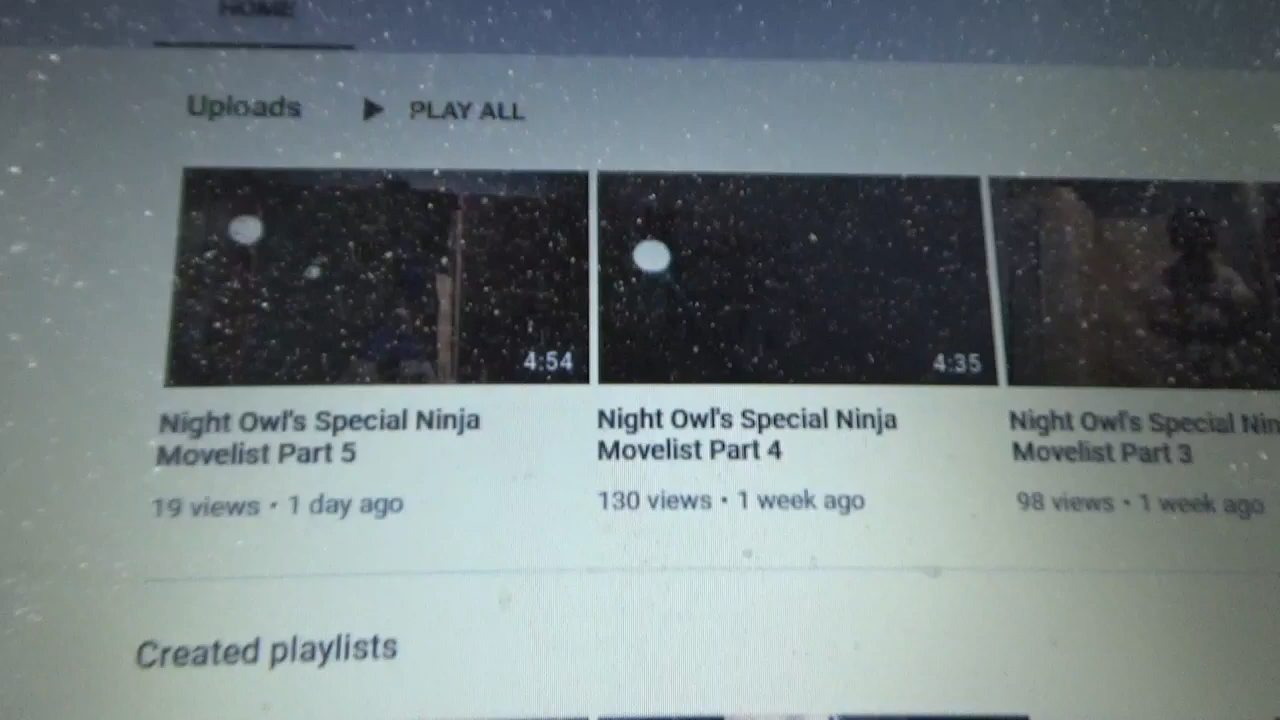 HOME
Uploads ▶ PLAY ALL
4:54
4:35
Night Owl's Special Ninja
Movelist Part 5
19 views • 1 day ago
Night Owl's Special Ninja
Movelist Part 4
130 views • 1 week ago
Night Owl's Special Nin
Movelist Part 3
98 views • 1 week ago
Created playlists